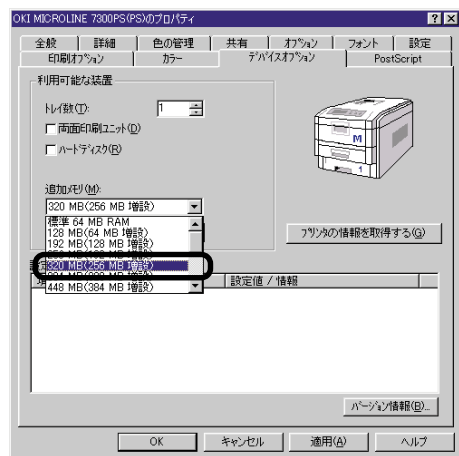 OKI MICROLINE 7300PS(PS)のプロパティ
全般 詳細 色の管理 共有 オプション フォント 設定
印刷オプション カラー デバイスオプション PostScript
利用可能な装置
トレイ数(T): 1
両面印刷ユニット(D)
ハードディスク(R)
追加メモリ(M):
320 MB(256 MB 増設)
標準 64 MB RAM
128 MB(64 MB 増設)
192 MB(128 MB 増設)
320 MB(256 MB 増設)
448 MB(384 MB 増設)
プリンタの情報を取得する(G)
設定値 / 情報
バージョン情報(B)...
OK キャンセル 適用(A) ヘルプ
M
1